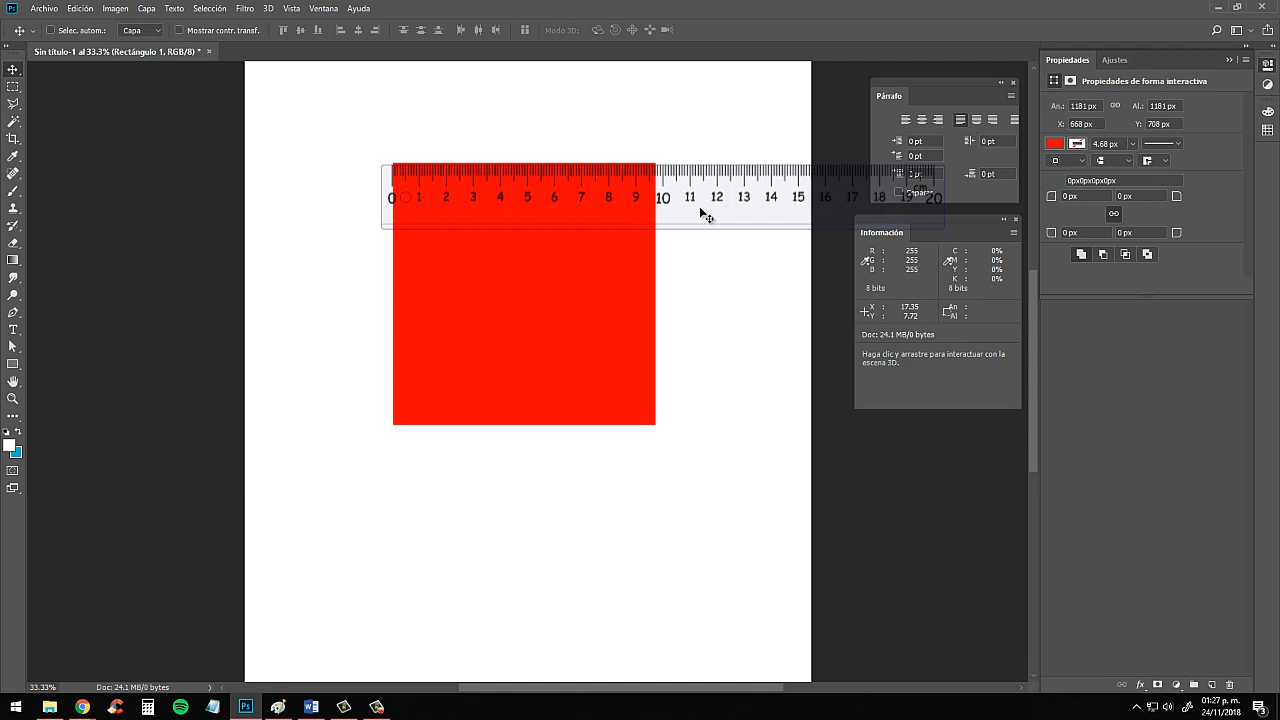 Archivo Edición Imagen Capa Texto Selección Filtro 3D Vista Ventana Ayuda
Selec. autom.: Capa Mostrar contr. transf. Modo 3D:
Sin título-1 al 33.3% (Rectángulo 1, RGB/8) * ×
Propiedades Ajustes
Propiedades de forma interactiva
An.: 1181 px Al.: 1181 px
X: 668 px Y: 708 px
4.68 px
0px0px0px0px
0 px 0 px
0 px 0 px
Párrafo
0 pt 0 pt
0 pt
0 pt 0 pt
0 1 2 3 4 5 6 7 8 9 10 11 12 13 14 15 16 17 18 19 20
cm
Información
R : 255 C : 0%
G : 255 M : 0%
B : 255 Y : 0%
K : 0%
8 bits 8 bits
X : 17.35 An :
Y : 7.72 Al :
Doc: 24.1 MB/0 bytes
Haga clic y arrastre para interactuar con la
escena 3D.
33.33% Doc: 24.1 MB/0 bytes
01:27 p. m.
24/11/2018